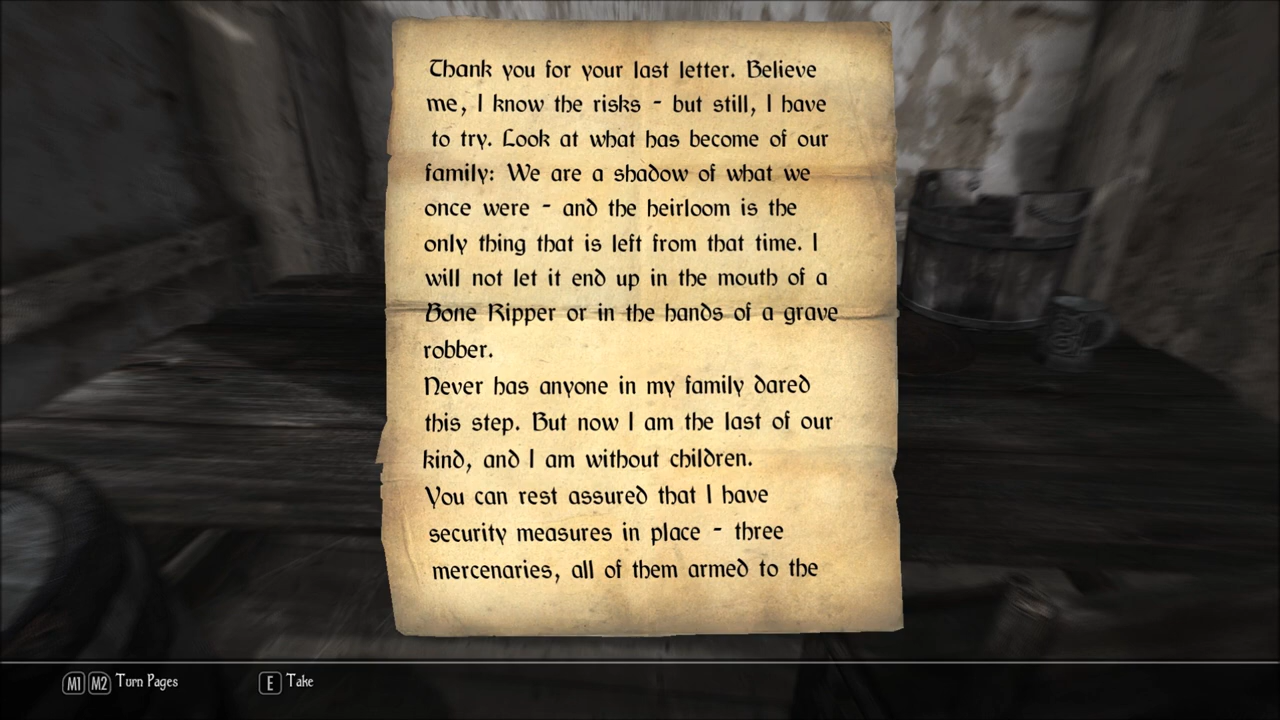 Thank you for your last letter. Believe
me, I know the risks - but still, I have
to try. Look at what has become of our
family: We are a shadow of what we
once were - and the heirloom is the
only thing that is left from that time. I
will not let it end up in the mouth of a
Bone Ripper or in the hands of a grave
robber.
Never has anyone in my family dared
this step. But now I am the last of our
kind, and I am without children.
You can rest assured that I have
security measures in place - three
mercenaries, all of them armed to the
M1 M2 Turn Pages
E Take